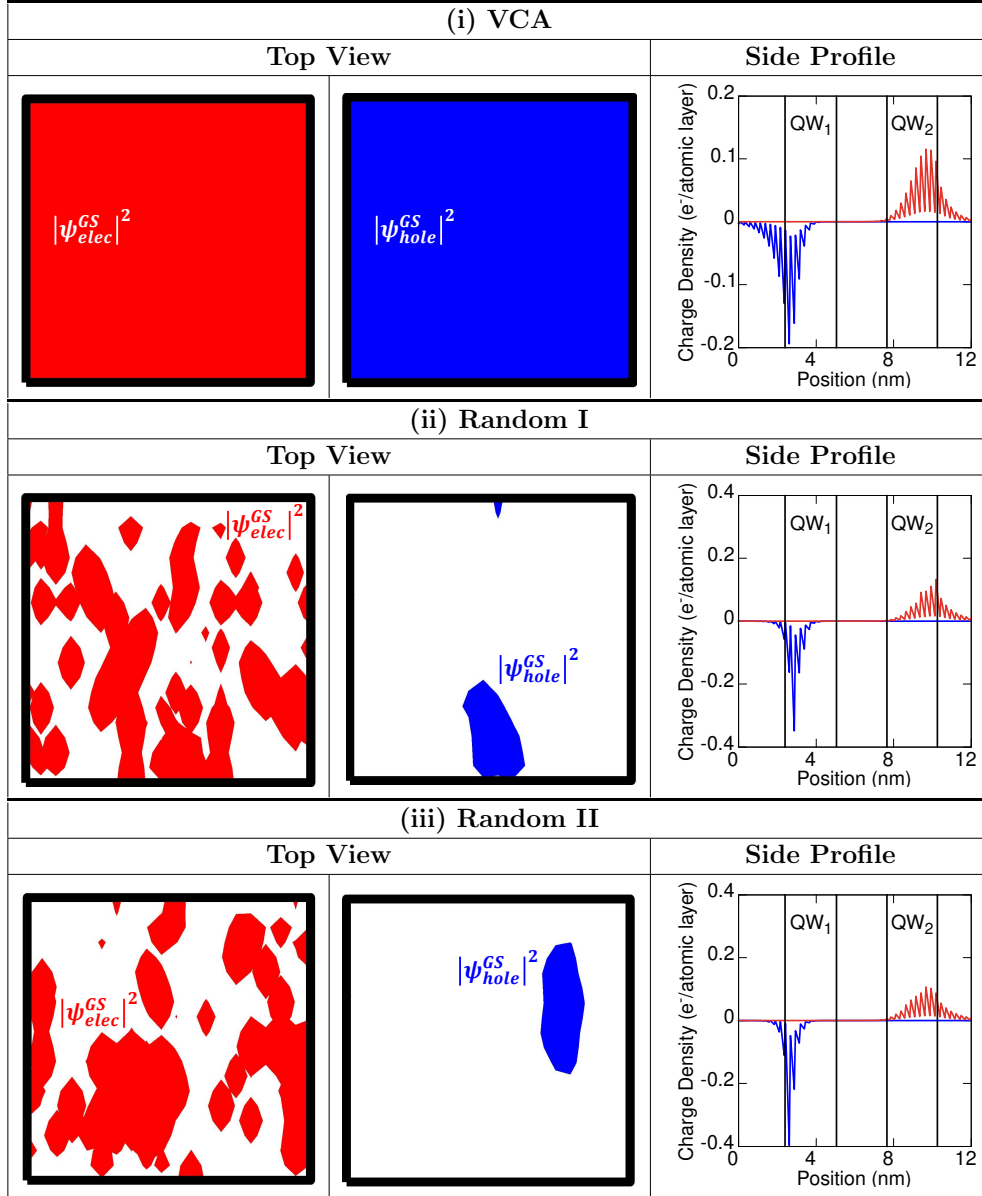 (i) VCA
Top View Side Profile
|ψ_elec^GS|^2
|ψ_hole^GS|^2
Charge Density (e⁻/atomic layer)
0.2
0.1
0
-0.1
-0.2
QW₁ QW₂
0 4 8 12
Position (nm)
(ii) Random I
Top View Side Profile
|ψ_elec^GS|^2
|ψ_hole^GS|^2
Charge Density (e⁻/atomic layer)
0.4
0.2
0
-0.2
-0.4
QW₁ QW₂
0 4 8 12
Position (nm)
(iii) Random II
Top View Side Profile
|ψ_elec^GS|^2
|ψ_hole^GS|^2
Charge Density (e⁻/atomic layer)
0.4
0.2
0
-0.2
-0.4
QW₁ QW₂
0 4 8 12
Position (nm)